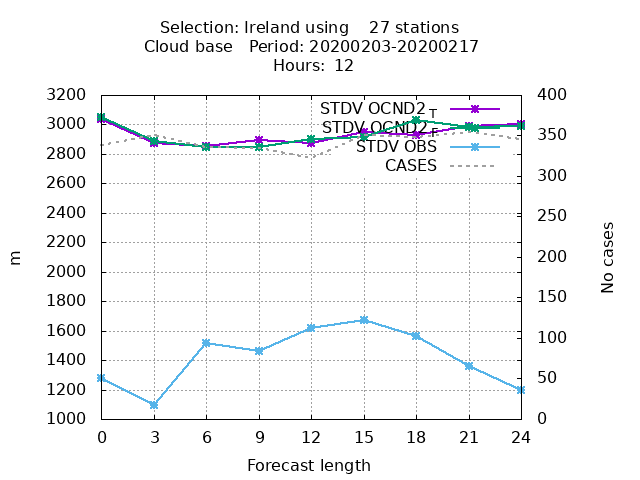 Selection: Ireland using    27 stations
Cloud base   Period: 20200203-20200217
Hours:  12
3200
3000
2800
2600
2400
2200
2000
1800
1600
1400
1200
1000
m
STDV OCND2_T
STDV OCND2_F
STDV OBS
CASES
400
350
300
250
200
150
100
50
0
No cases
0 3 6 9 12 15 18 21 24
Forecast length